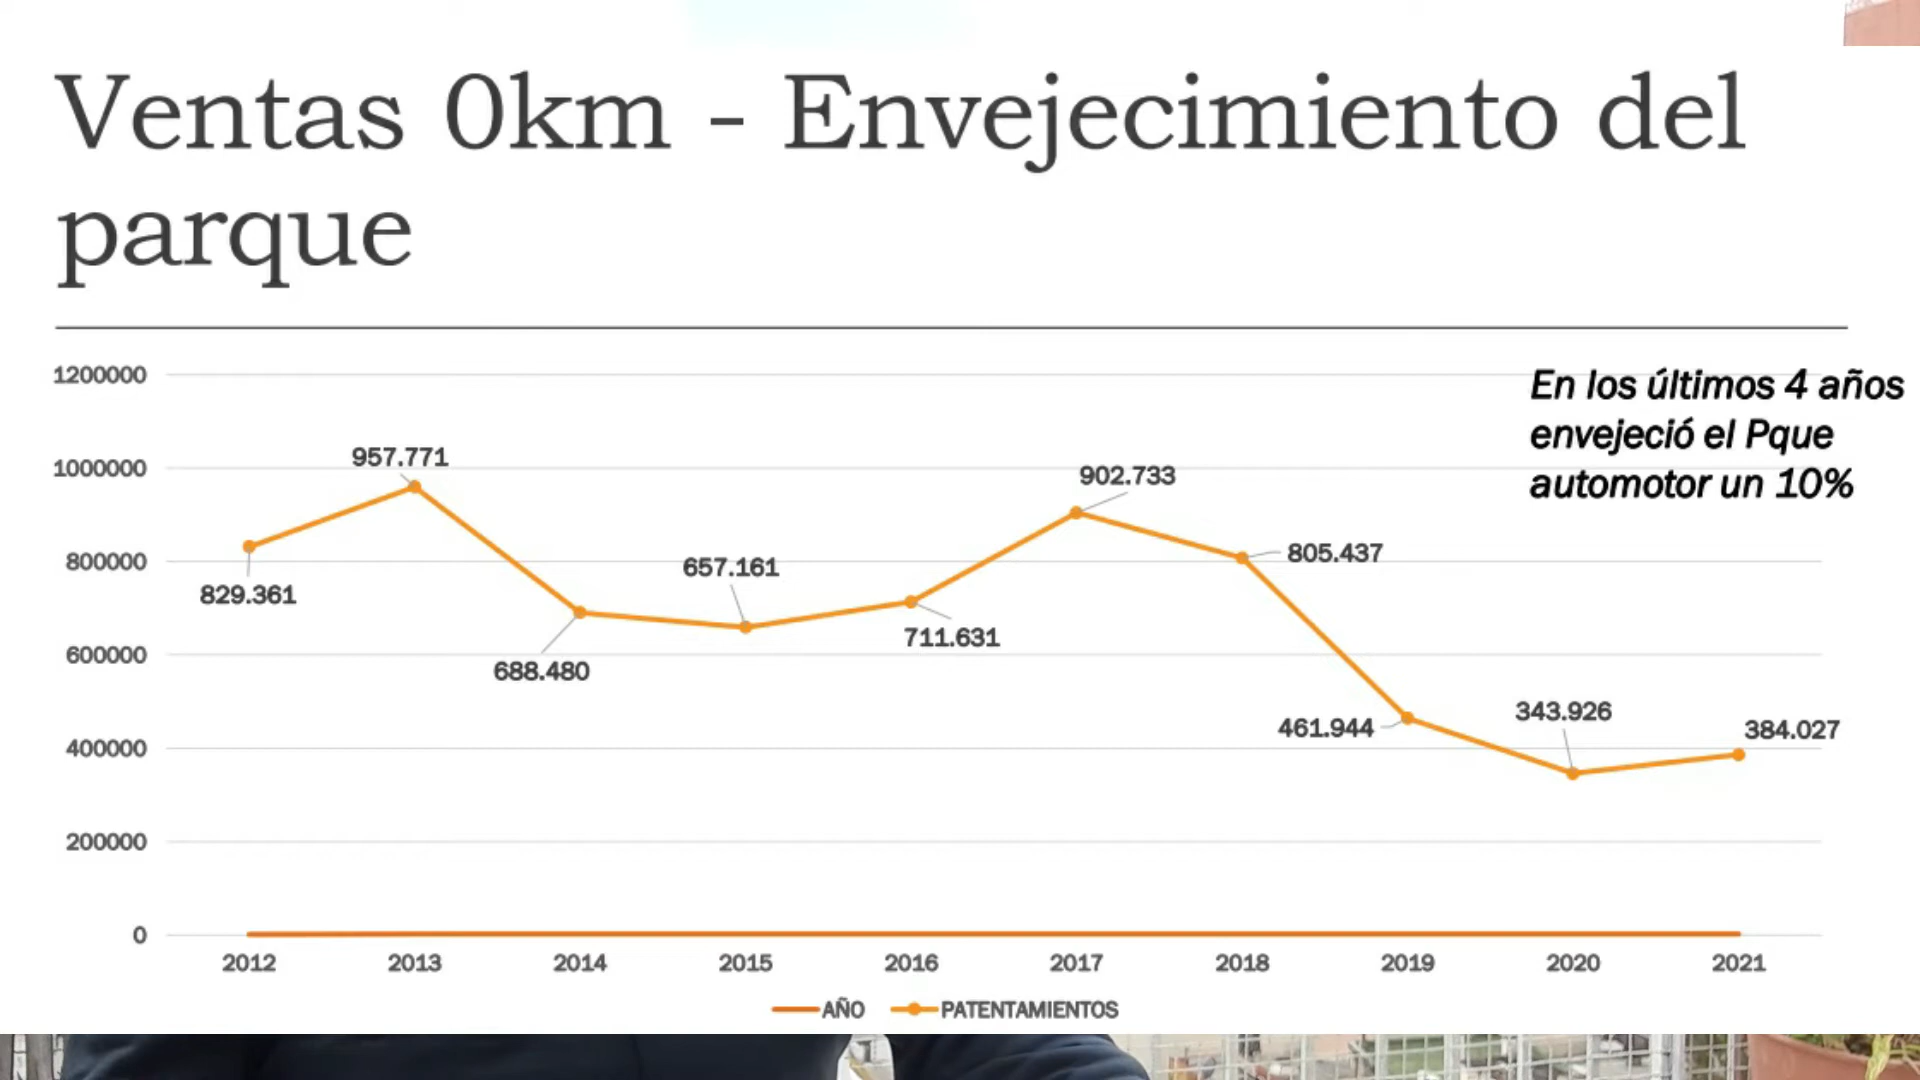 Ventas 0km - Envejecimiento del
parque
En los últimos 4 años
envejeció el Pque
automotor un 10%
1200000
1000000
800000
600000
400000
200000
0
829.361
957.771
688.480
657.161
711.631
902.733
805.437
461.944
343.926
384.027
2012 2013 2014 2015 2016 2017 2018 2019 2020 2021
AÑO PATENTAMIENTOS